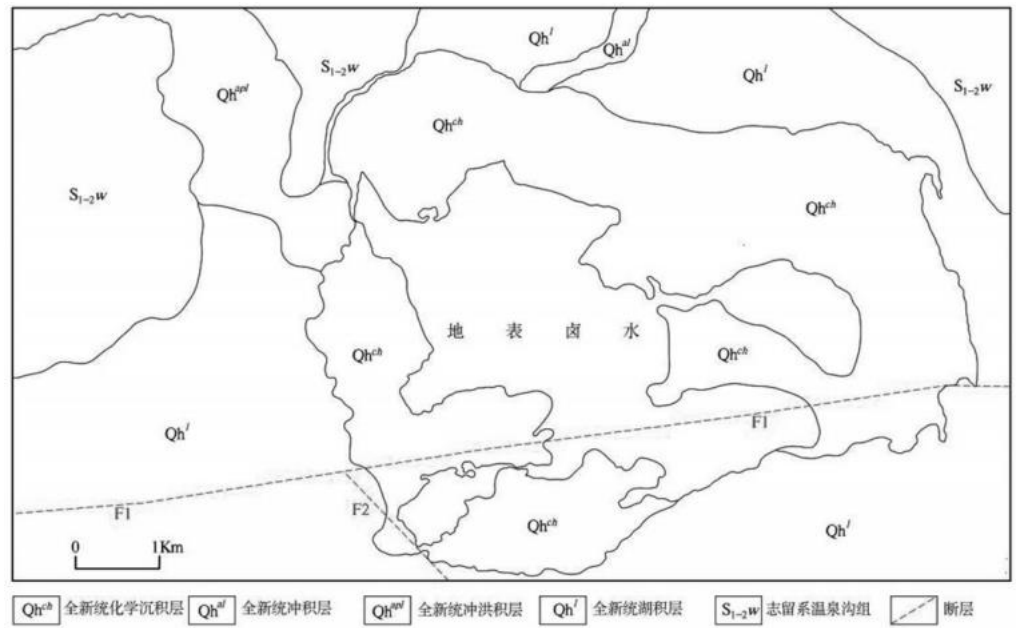 Qhˡ
Qhᵃˡ
S₁₋₂w
Qhᵃᵖˡ
Qhˡ
S₁₋₂w
Qhᶜʰ
S₁₋₂w
Qhᶜʰ
地 表 卤 水
Qhᶜʰ
Qhᶜʰ
F1
Qhˡ
F1
F2
Qhᶜʰ
Qhˡ
0 1Km
Qhᶜʰ 全新统化学沉积层 Qhᵃˡ 全新统冲积层 Qhᵃᵖˡ 全新统冲洪积层 Qhˡ 全新统湖积层 S₁₋₂w 志留系温泉沟组 断层